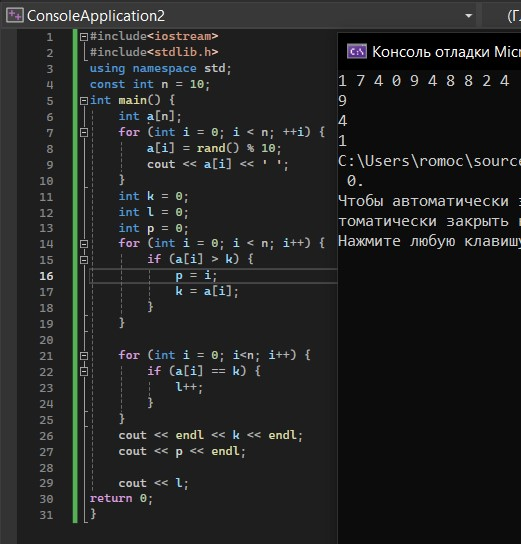 ConsoleApplication2
(Гл
1 #include<iostream>
2 #include<stdlib.h>
3 using namespace std;
4 const int n = 10;
5 int main() {
6 int a[n];
7 for (int i = 0; i < n; ++i) {
8 a[i] = rand() % 10;
9 cout << a[i] << ' ';
10 }
11 int k = 0;
12 int l = 0;
13 int p = 0;
14 for (int i = 0; i < n; i++) {
15 if (a[i] > k) {
16 p = i;
17 k = a[i];
18 }
19 }
20
21 for (int i = 0; i<n; i++) {
22 if (a[i] == k) {
23 l++;
24 }
25 }
26 cout << endl << k << endl;
27 cout << p << endl;
28
29 cout << l;
30 return 0;
31 }
Консоль отладки Micr
1 7 4 0 9 4 8 8 2 4
9
4
1
C:\Users\romoc\source
0.
Чтобы автоматически з
томатически закрыть к
Нажмите любую клавишу